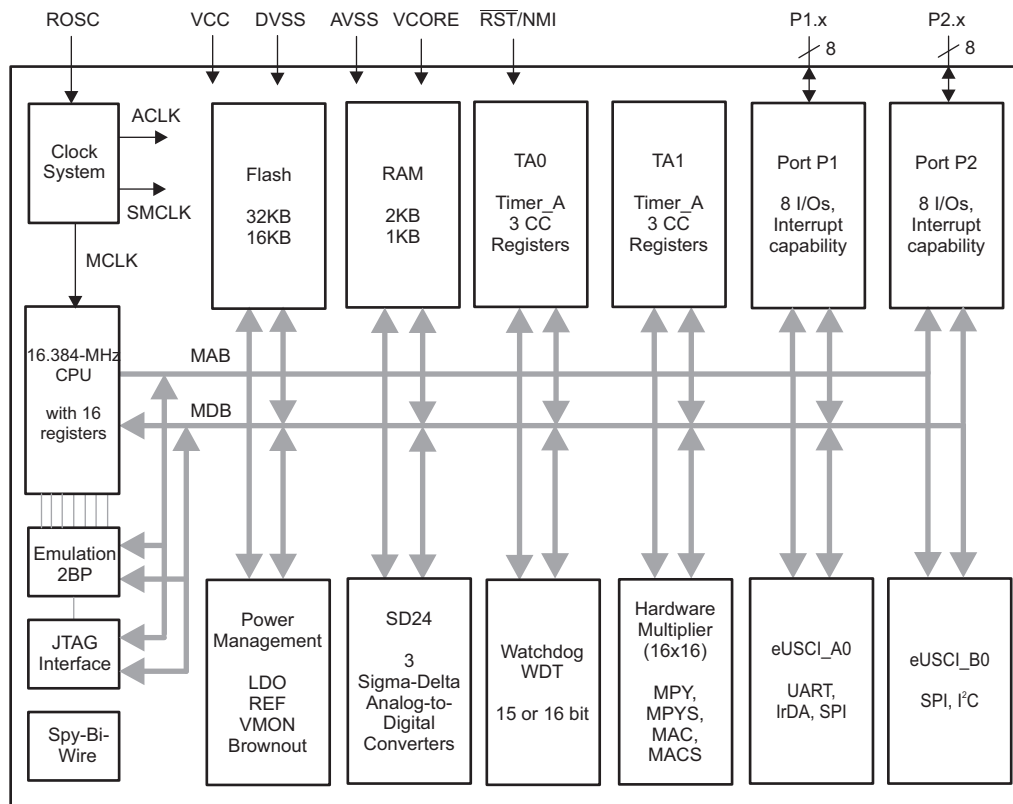 ROSC
VCC
DVSS
AVSS
VCORE
RST/NMI
P1.x
P2.x
8
8
Clock
System
ACLK
SMCLK
MCLK
Flash
32KB
16KB
RAM
2KB
1KB
TA0
Timer_A
3 CC
Registers
TA1
Timer_A
3 CC
Registers
Port P1
8 I/Os,
Interrupt
capability
Port P2
8 I/Os,
Interrupt
capability
16.384-MHz
CPU
with 16
registers
MAB
MDB
Emulation
2BP
JTAG
Interface
Spy-Bi-
Wire
Power
Management
LDO
REF
VMON
Brownout
SD24
3
Sigma-Delta
Analog-to-
Digital
Converters
Watchdog
WDT
15 or 16 bit
Hardware
Multiplier
(16x16)
MPY,
MPYS,
MAC,
MACS
eUSCI_A0
UART,
IrDA, SPI
eUSCI_B0
SPI, I²C